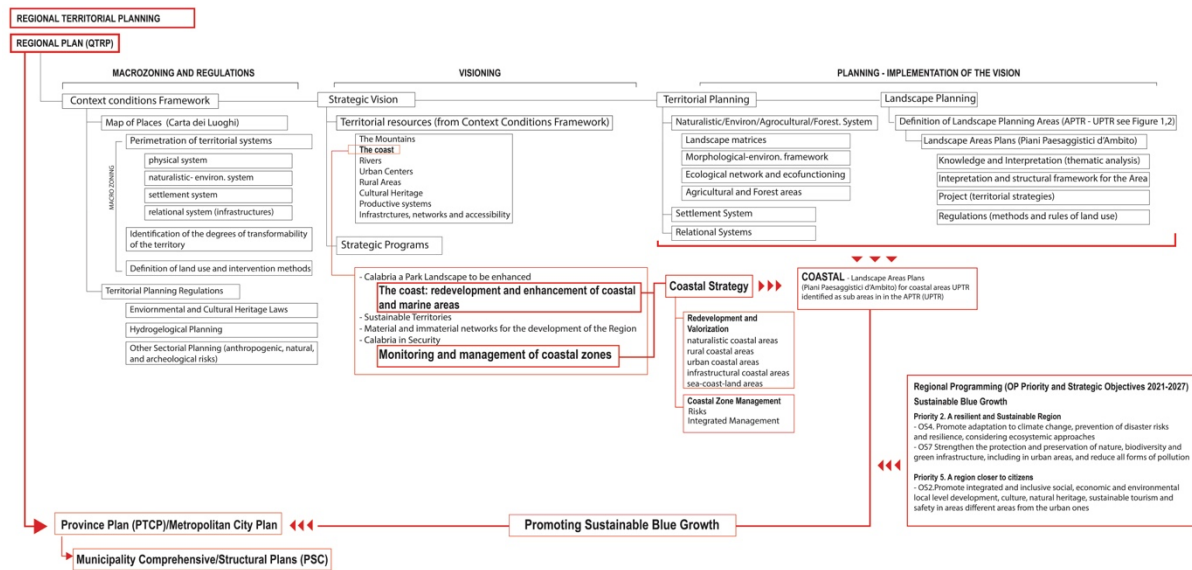 REGIONAL TERRITORIAL PLANNING
REGIONAL PLAN (QTRP)
MACROZONING AND REGULATIONS
Context conditions Framework
Map of Places (Carta dei Luoghi)
Perimetration of territorial systems
physical system
naturalistic- environ. system
settlement system
relational system (infrastructures)
MACRO ZONING
Identification of the degrees of transformability
of the territory
Definition of land use and intervention methods
Territorial Planning Regulations
Enviornmental and Cultural Heritage Laws
Hydrogelogical Planning
Other Sectorial Planning (anthropogenic, natural,
and archeological risks)
VISIONING
Strategic Vision
Territorial resources (from Context Conditions Framework)
The Mountains
The coast
Rivers
Urban Centers
Rural Areas
Cultural Heritage
Productive systems
Infrastrctures, networks and accessibility
Strategic Programs
- Calabria a Park Landscape to be enhanced
The coast: redevelopment and enhancement of coastal
and marine areas
- Sustainable Territories
- Material and immaterial networks for the development of the Region
- Calabria in Security
Monitoring and management of coastal zones
Coastal Strategy
Redevelopment and
Valorization
naturalistic coastal areas
rural coastal areas
urban coastal areas
infrastructural coastal areas
sea-coast-land areas
Coastal Zone Management
Risks
Integrated Management
PLANNING - IMPLEMENTATION OF THE VISION
Territorial Planning
Naturalistic/Environ/Agrocultural/Forest. System
Landscape matrices
Morphological-environ. framework
Ecological network and ecofunctioning
Agricultural and Forest areas
Settlement System
Relational Systems
Landscape Planning
Definition of Landscape Planning Areas (APTR - UPTR see Figure 1,2)
Landscape Areas Plans (Piani Paesaggistici d'Ambito)
Knowledge and Interpretation (thematic analysis)
Intepretation and structural framework for the Area
Project (territorial strategies)
Regulations (methods and rules of land use)
COASTAL - Landscape Areas Plans
(Piani Paesaggistici d'Ambito) for coastal areas UPTR
identified as sub areas in in the APTR (UPTR)
Regional Programming (OP Priority and Strategic Objectives 2021-2027)
Sustainable Blue Growth
Priority 2. A resilient and Sustainable Region
- OS4. Promote adaptation to climate change, prevention of disaster risks
and resilience, considering ecosystemic approaches
- OS7 Strengthen the protection and preservation of nature, biodiversity and
green infrastructure, including in urban areas, and reduce all forms of pollution
Priority 5. A region closer to citizens
- OS2.Promote integrated and inclusive social, economic and environmental
local level development, culture, natural heritage, sustainable tourism and
safety in areas different areas from the urban ones
Promoting Sustainable Blue Growth
Province Plan (PTCP)/Metropolitan City Plan
Municipality Comprehensive/Structural Plans (PSC)